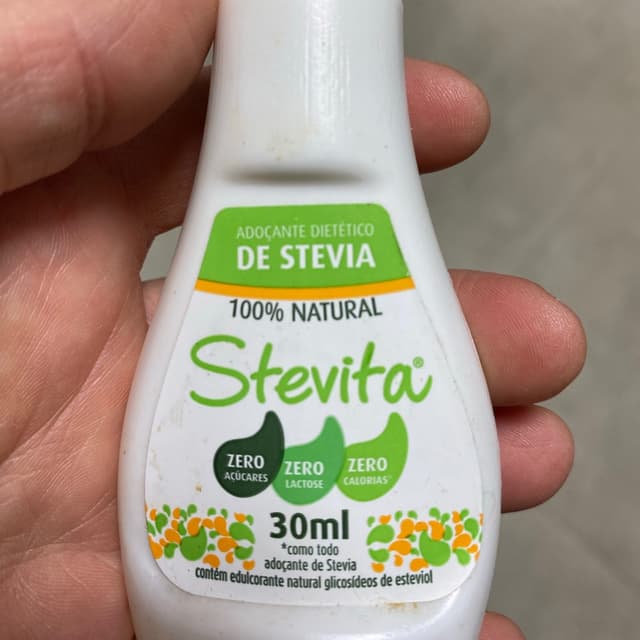 ADOÇANTE DIETÉTICO
DE STEVIA
100% NATURAL
Stevita®
ZERO
AÇÚCARES
ZERO
LACTOSE
ZERO
CALORIAS*
30ml
*como todo
adoçante de Stevia
contém edulcorante natural glicosídeos de esteviol